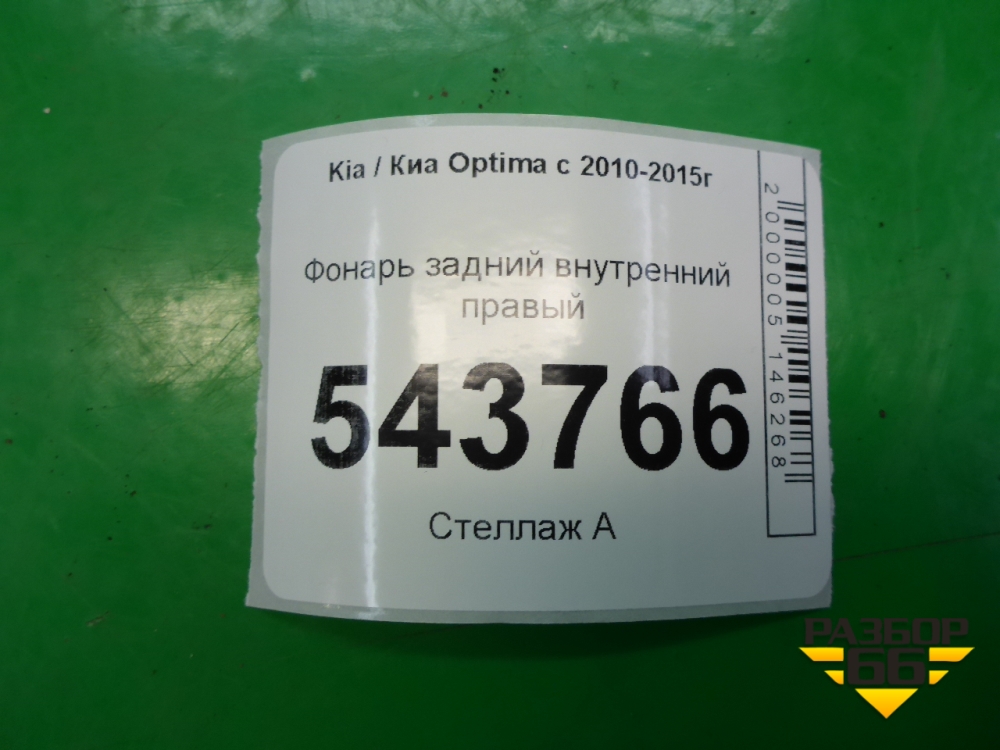 Kia / Киа Optima с 2010-2015г
Фонарь задний внутренний
правый
543766
Стеллаж А
2000005146268
РАЗБОР
66